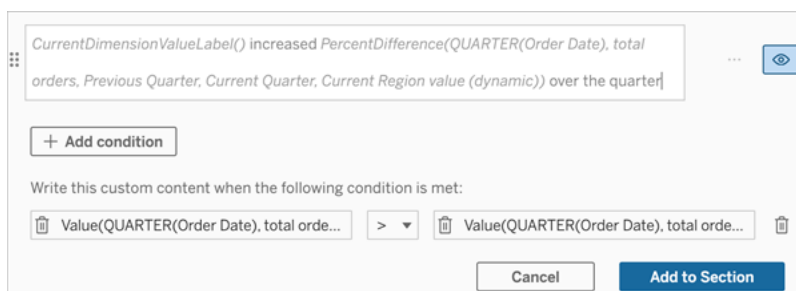 CurrentDimensionValueLabel() increased PercentDifference(QUARTER(Order Date), total
orders, Previous Quarter, Current Quarter, Current Region value (dynamic)) over the quarter
+ Add condition
Write this custom content when the following condition is met:
Value(QUARTER(Order Date), total orde... > Value(QUARTER(Order Date), total orde...
Cancel Add to Section